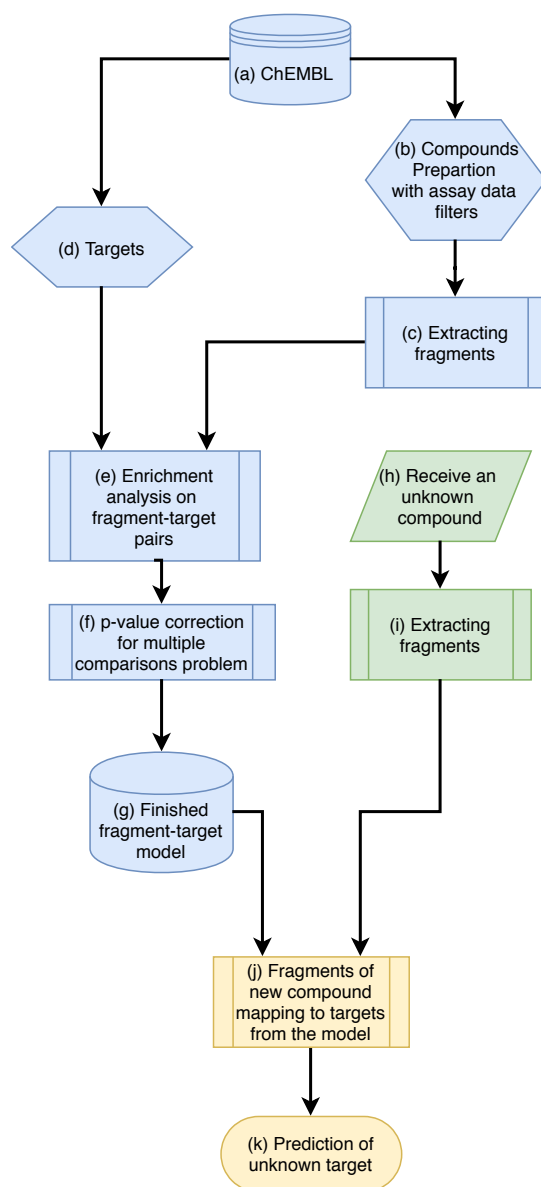 (a) ChEMBL
(b) Compounds
Prepartion
with assay data
filters
(d) Targets
(c) Extracting
fragments
(e) Enrichment
analysis on
fragment-target
pairs
(h) Receive an
unknown
compound
(f) p-value correction
for multiple
comparisons problem
(i) Extracting
fragments
(g) Finished
fragment-target
model
(j) Fragments of
new compound
mapping to targets
from the model
(k) Prediction of
unknown target